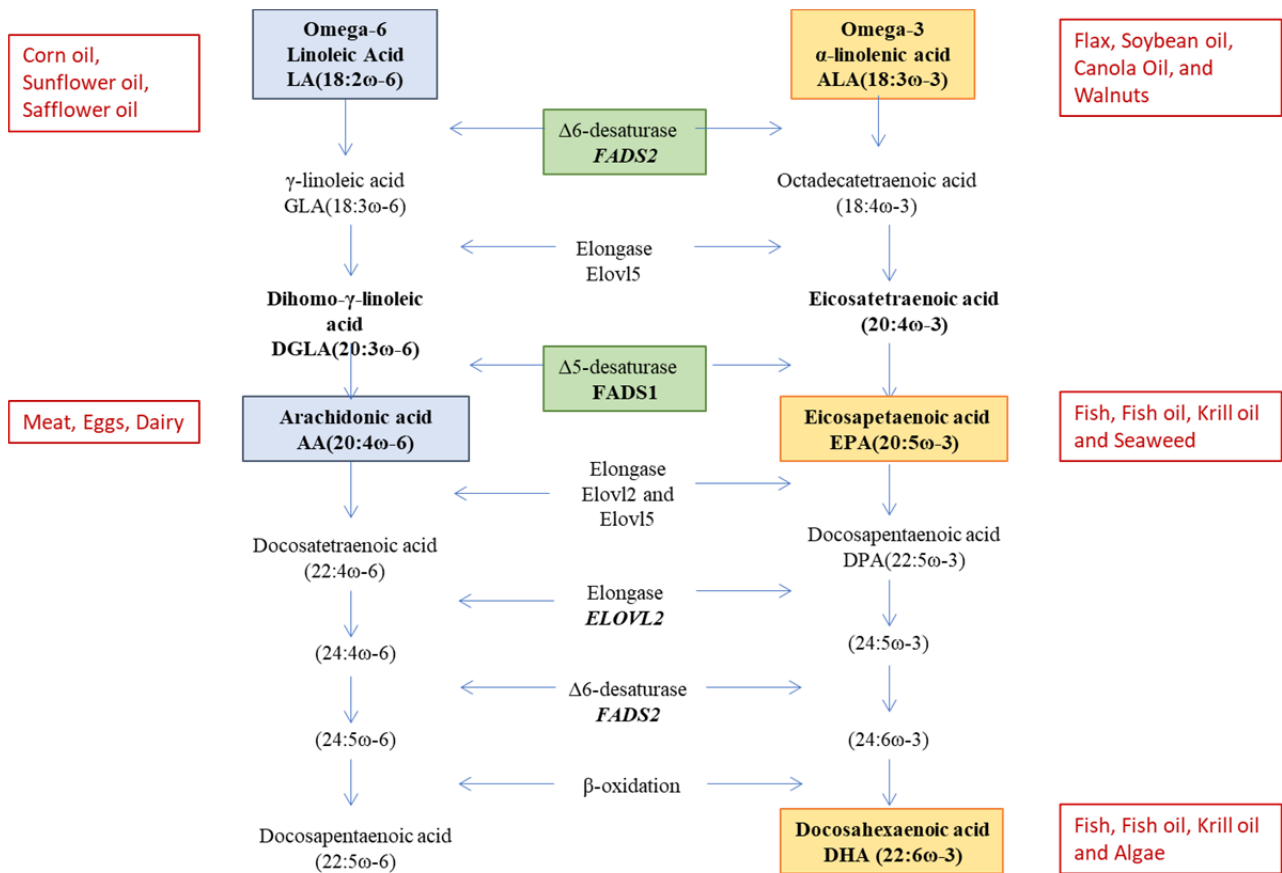 Corn oil,
Sunflower oil,
Safflower oil
Omega-6
Linoleic Acid
LA(18:2ω-6)
Omega-3
α-linolenic acid
ALA(18:3ω-3)
Flax, Soybean oil,
Canola Oil, and
Walnuts
Δ6-desaturase
FADS2
γ-linoleic acid
GLA(18:3ω-6)
Octadecatetraenoic acid
(18:4ω-3)
Elongase
Elovl5
Dihomo-γ-linoleic
acid
DGLA(20:3ω-6)
Eicosatetraenoic acid
(20:4ω-3)
Δ5-desaturase
FADS1
Meat, Eggs, Dairy
Arachidonic acid
AA(20:4ω-6)
Eicosapetaenoic acid
EPA(20:5ω-3)
Fish, Fish oil, Krill oil
and Seaweed
Elongase
Elovl2 and
Elovl5
Docosatetraenoic acid
(22:4ω-6)
Docosapentaenoic acid
DPA(22:5ω-3)
Elongase
ELOVL2
(24:4ω-6)
(24:5ω-3)
Δ6-desaturase
FADS2
(24:5ω-6)
(24:6ω-3)
β-oxidation
Docosapentaenoic acid
(22:5ω-6)
Docosahexaenoic acid
DHA (22:6ω-3)
Fish, Fish oil, Krill oil
and Algae